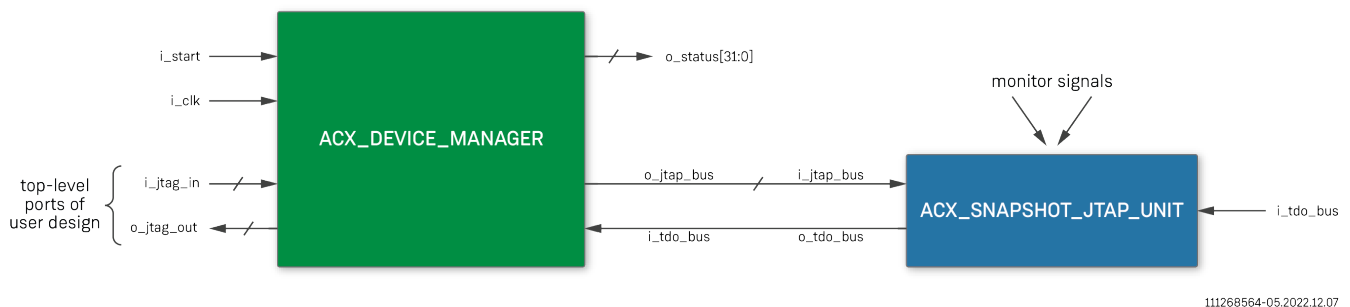 i_start
o_status[31:0]
i_clk
monitor signals
ACX_DEVICE_MANAGER
top-level
ports of
user design
i_jtag_in
o_jtag_out
o_jtap_bus
i_jtap_bus
i_tdo_bus
o_tdo_bus
ACX_SNAPSHOT_JTAP_UNIT
i_tdo_bus
111268564-05.2022.12.07